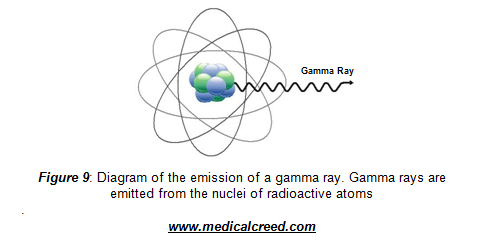 Gamma Ray
Figure 9: Diagram of the emission of a gamma ray. Gamma rays are
emitted from the nuclei of radioactive atoms
.
www.medicalcreed.com